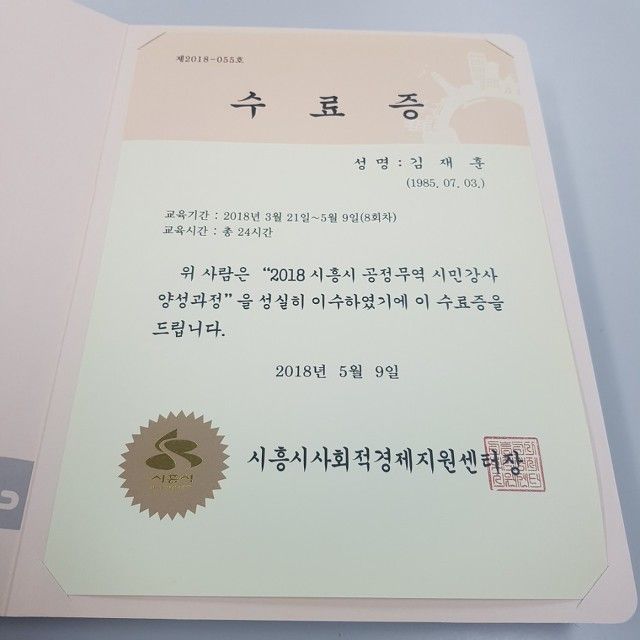 제2018-055호
수 료 증
성 명 : 김 재 훈
(1985. 07. 03.)
교육기간 : 2018년 3월 21일~5월 9일(8회차)
교육시간 : 총 24시간
위 사람은 “2018 시흥시 공정무역 시민강사
양성과정”을 성실히 이수하였기에 이 수료증을
드립니다.
2018년 5월 9일
시흥시
시흥시사회적경제지원센터장